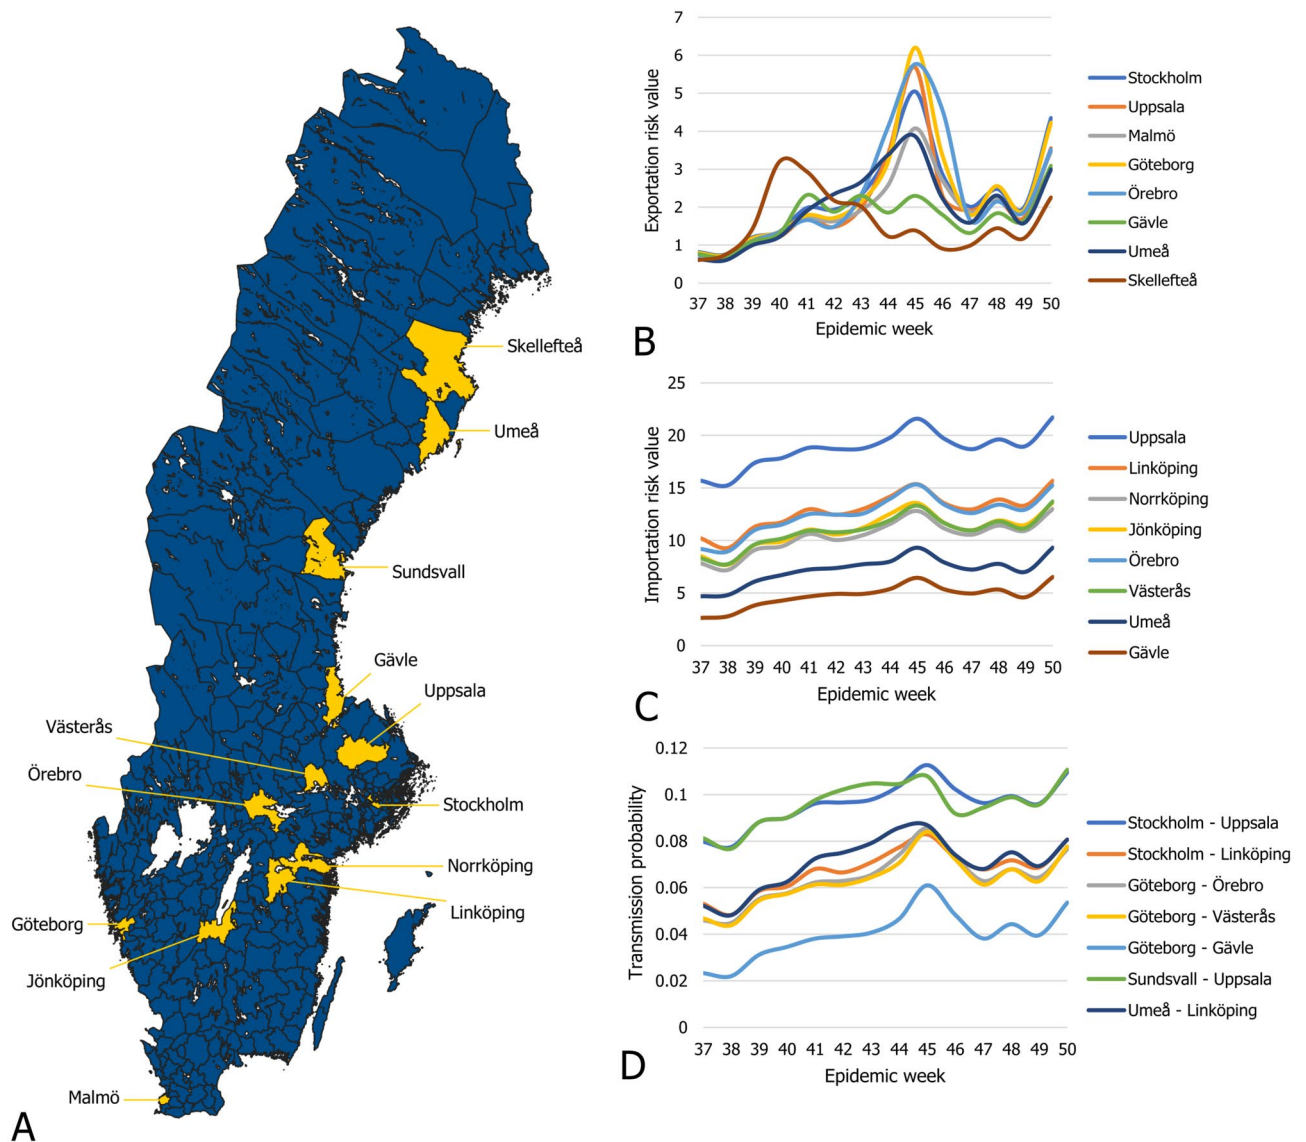 Skellefteå
Umeå
Sundsvall
Gävle
Uppsala
Västerås
Örebro
Stockholm
Norrköping
Linköping
Göteborg
Jönköping
Malmö
A
7
6
5
4
3
2
1
0
Exportation risk value
37 38 39 40 41 42 43 44 45 46 47 48 49 50
Epidemic week
B
Stockholm
Uppsala
Malmö
Göteborg
Örebro
Gävle
Umeå
Skellefteå
25
20
15
10
5
0
Importation risk value
37 38 39 40 41 42 43 44 45 46 47 48 49 50
Epidemic week
C
Uppsala
Linköping
Norrköping
Jönköping
Örebro
Västerås
Umeå
Gävle
0.12
0.1
0.08
0.06
0.04
0.02
0
Transmission probability
37 38 39 40 41 42 43 44 45 46 47 48 49 50
Epidemic week
D
Stockholm - Uppsala
Stockholm - Linköping
Göteborg - Örebro
Göteborg - Västerås
Göteborg - Gävle
Sundsvall - Uppsala
Umeå - Linköping